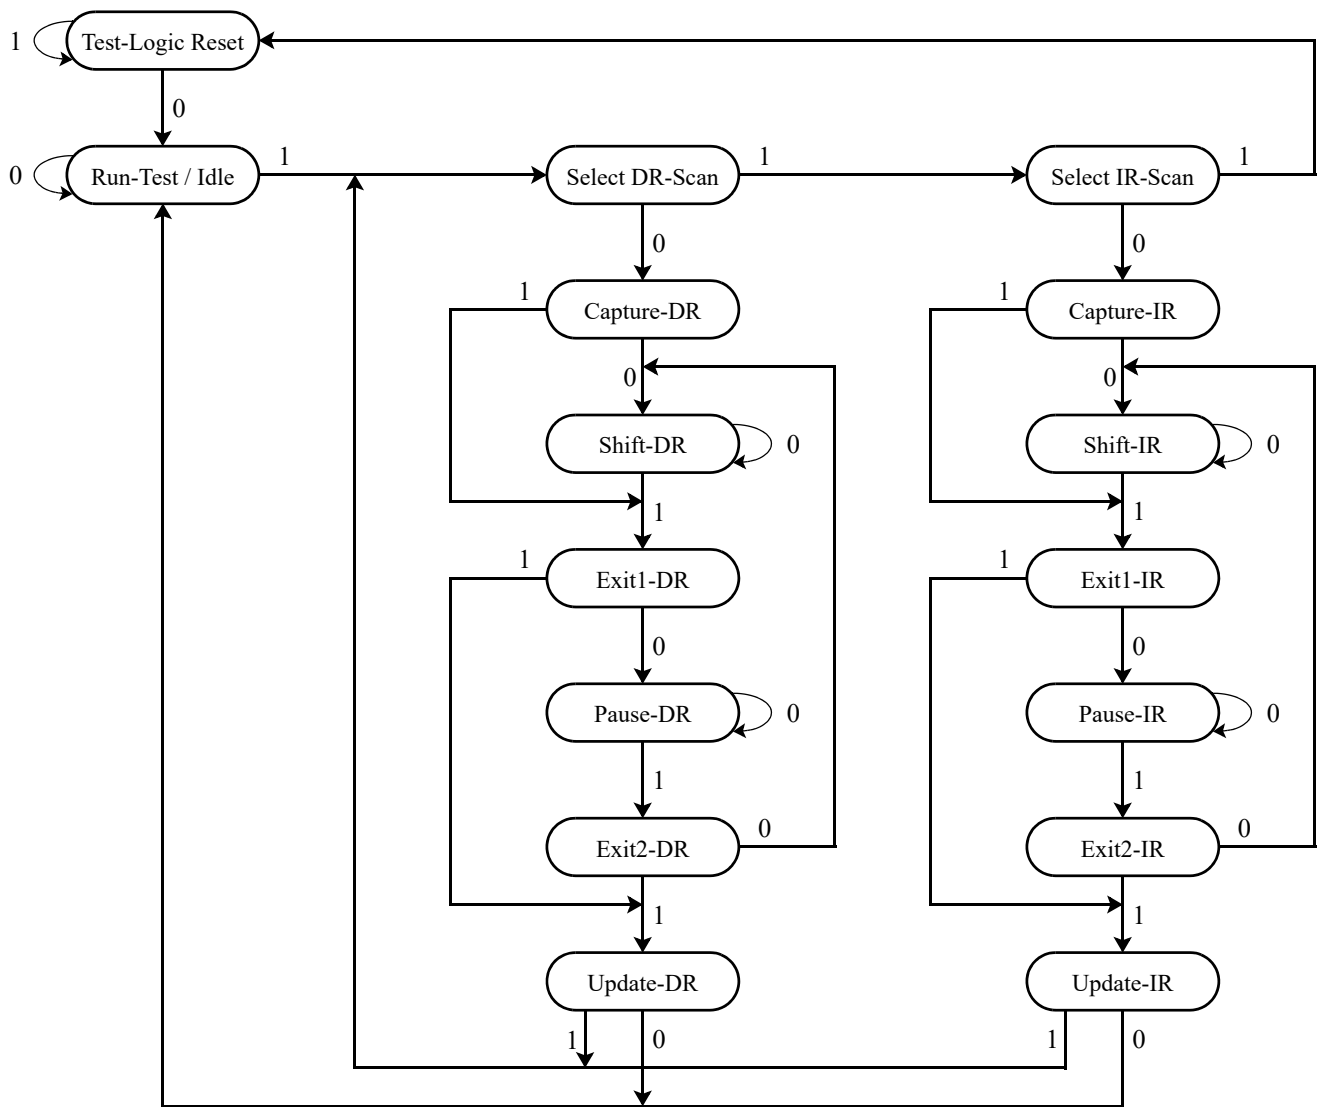 1
Test-Logic Reset
0
0
Run-Test / Idle
1
Select DR-Scan
1
Select IR-Scan
1
0
0
1
Capture-DR
1
Capture-IR
0
0
Shift-DR
0
Shift-IR
0
1
1
1
Exit1-DR
1
Exit1-IR
0
0
Pause-DR
0
Pause-IR
0
1
1
Exit2-DR
0
Exit2-IR
0
1
1
Update-DR
Update-IR
1
0
1
0